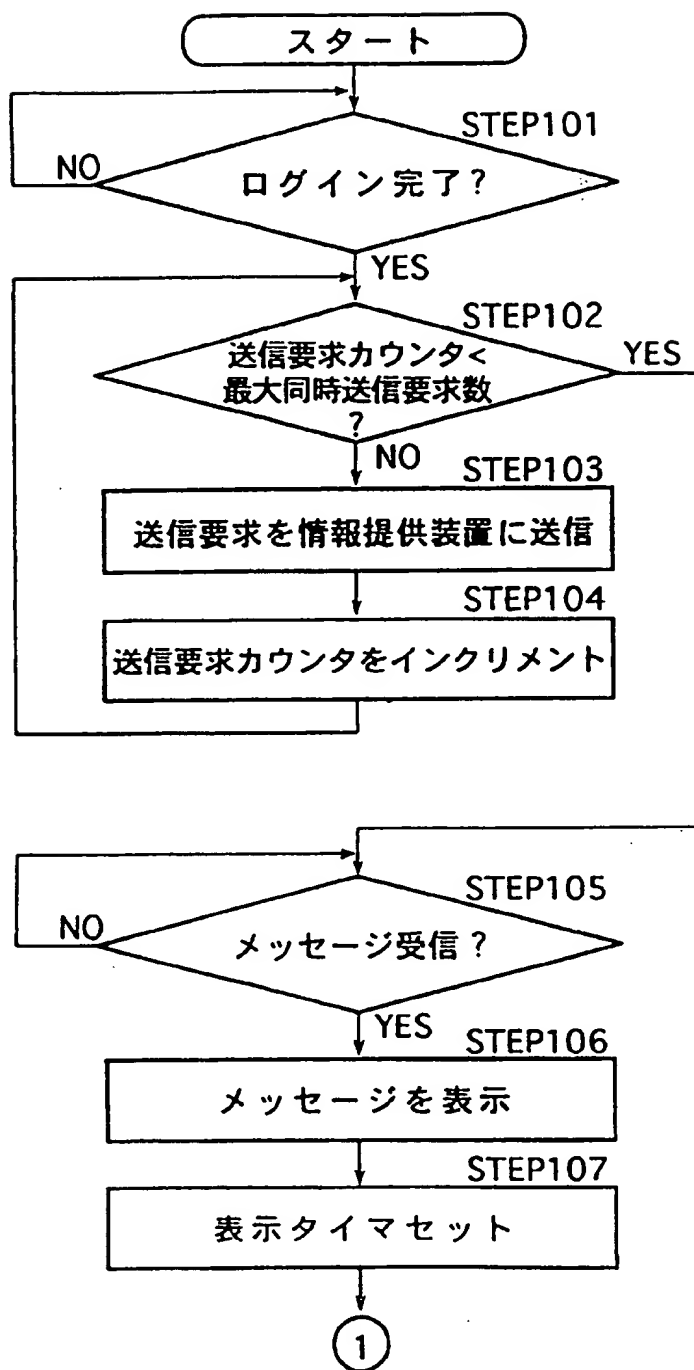 スタート
STEP101
NO
ログイン完了?
YES
STEP102
送信要求カウンタ<
YES
最大同時送信要求数
?
NO
STEP103
送信要求を情報提供装置に送信
STEP104
送信要求カウンタをインクリメント
STEP105
NO
メッセージ受信?
YES
STEP106
メッセージを表示
STEP107
表示タイマセット
1